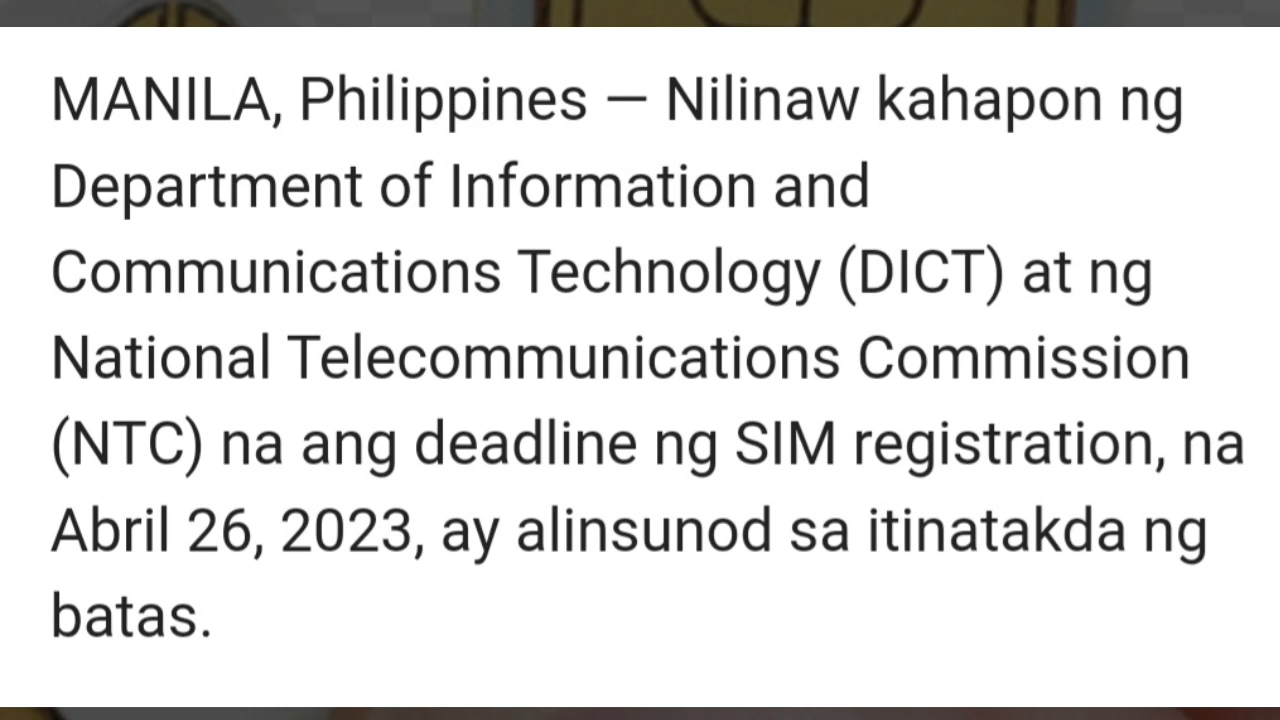 MANILA, Philippines — Nilinaw kahapon ng
Department of Information and
Communications Technology (DICT) at ng
National Telecommunications Commission
(NTC) na ang deadline ng SIM registration, na
Abril 26, 2023, ay alinsunod sa itinatakda ng
batas.